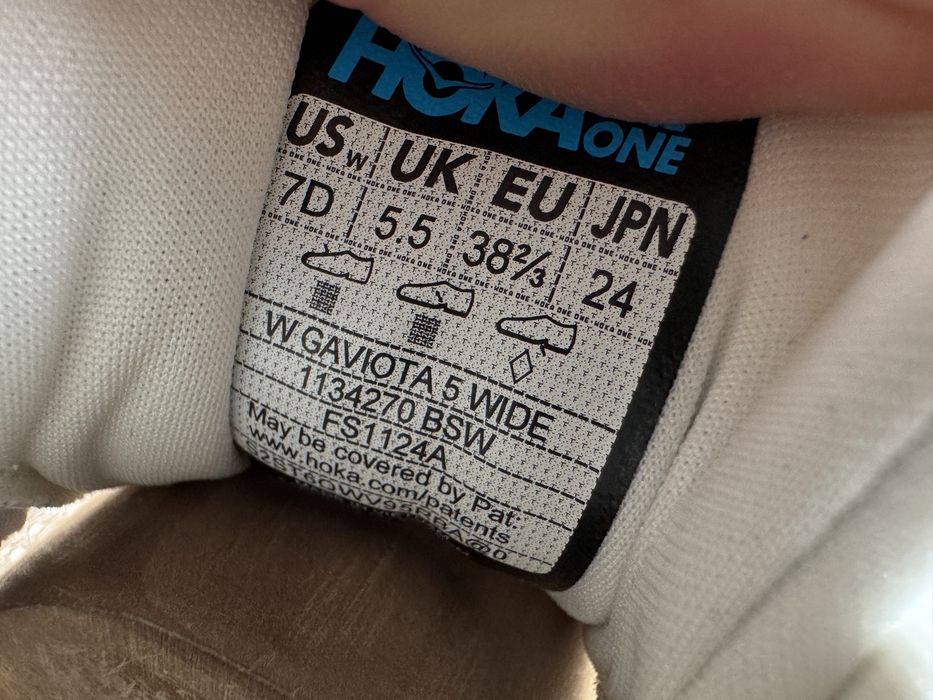 HOKA
ONE
USW UK EU JPN
7D 5.5 38⅔ 24
W GAVIOTA 5 WIDE
1134270 BSW
FS1124A
May be covered by Pat:
www.hoka.com/patents